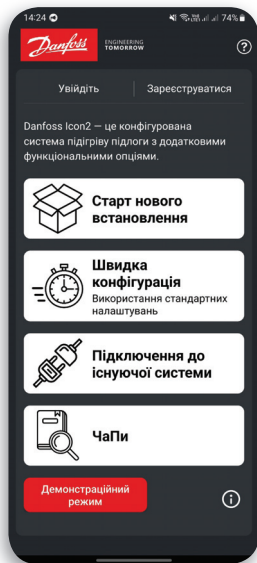 14:24
74%
Danfoss
ENGINEERING
TOMORROW
?
Увійдіть
Зареєструватися
Danfoss Icon2 — це конфігурована
система підігріву підлоги з додатковими
функціональними опціями.
Старт нового
встановлення
Швидка
конфігурація
Використання стандартних
налаштувань
Підключення до
існуючої системи
ЧаПи
Демонстраційний
режим